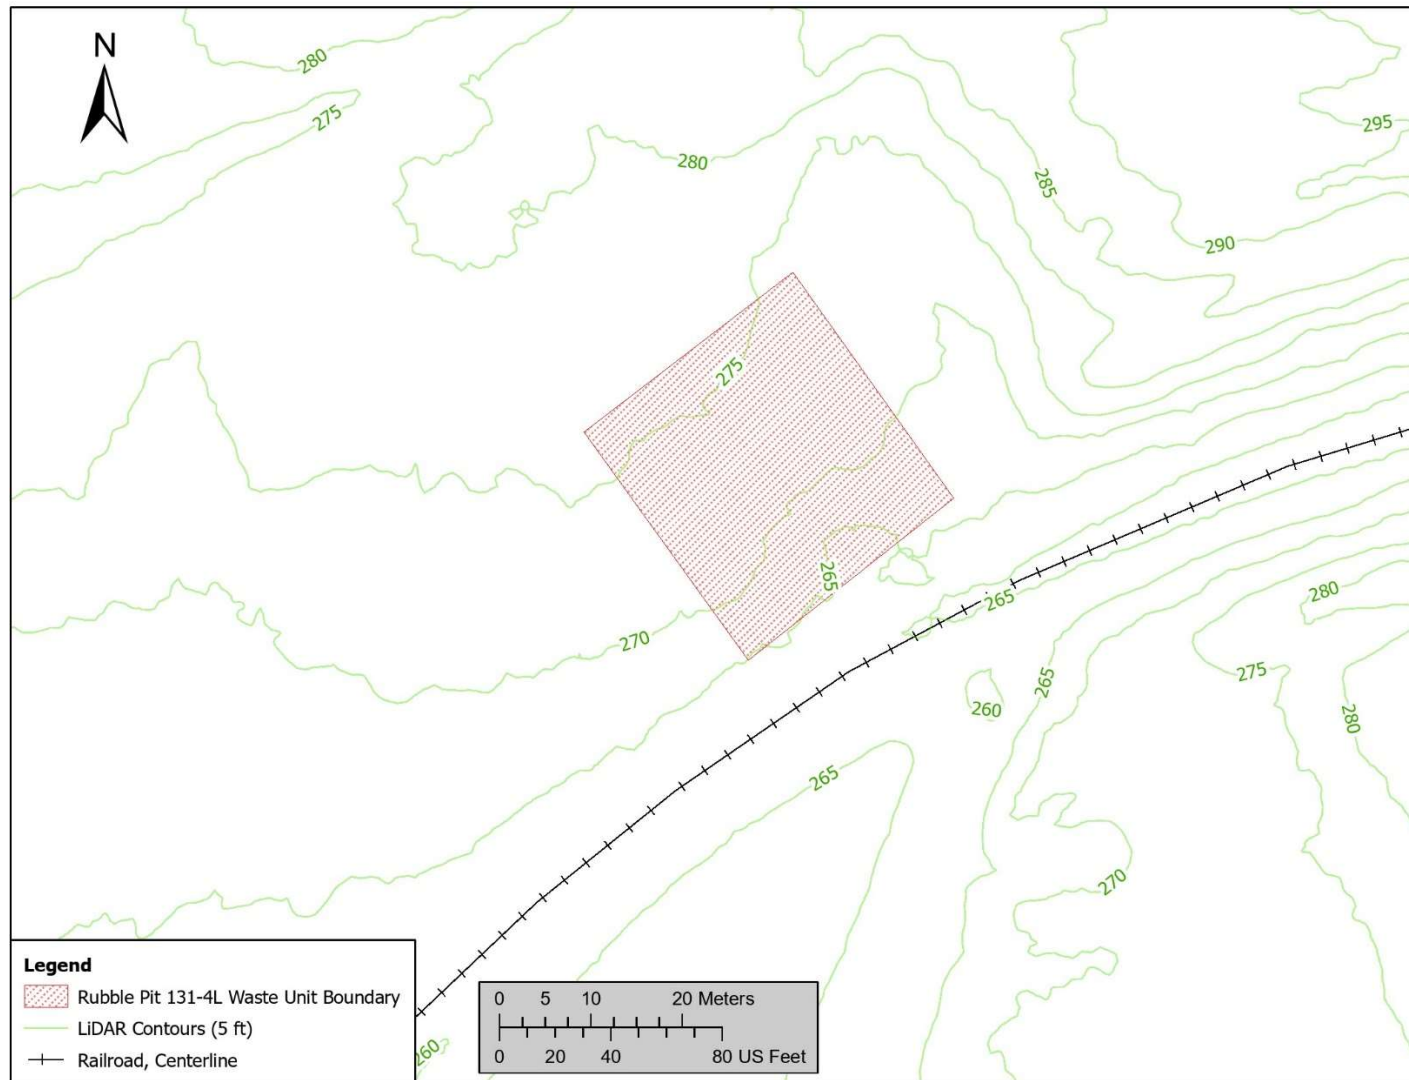 N
280
275
280
285
295
290
275
265
265
270
280
275
265
260
280
265
270
260
Legend
Rubble Pit 131-4L Waste Unit Boundary
LiDAR Contours (5 ft)
Railroad, Centerline
0 5 10 20 Meters
0 20 40 80 US Feet